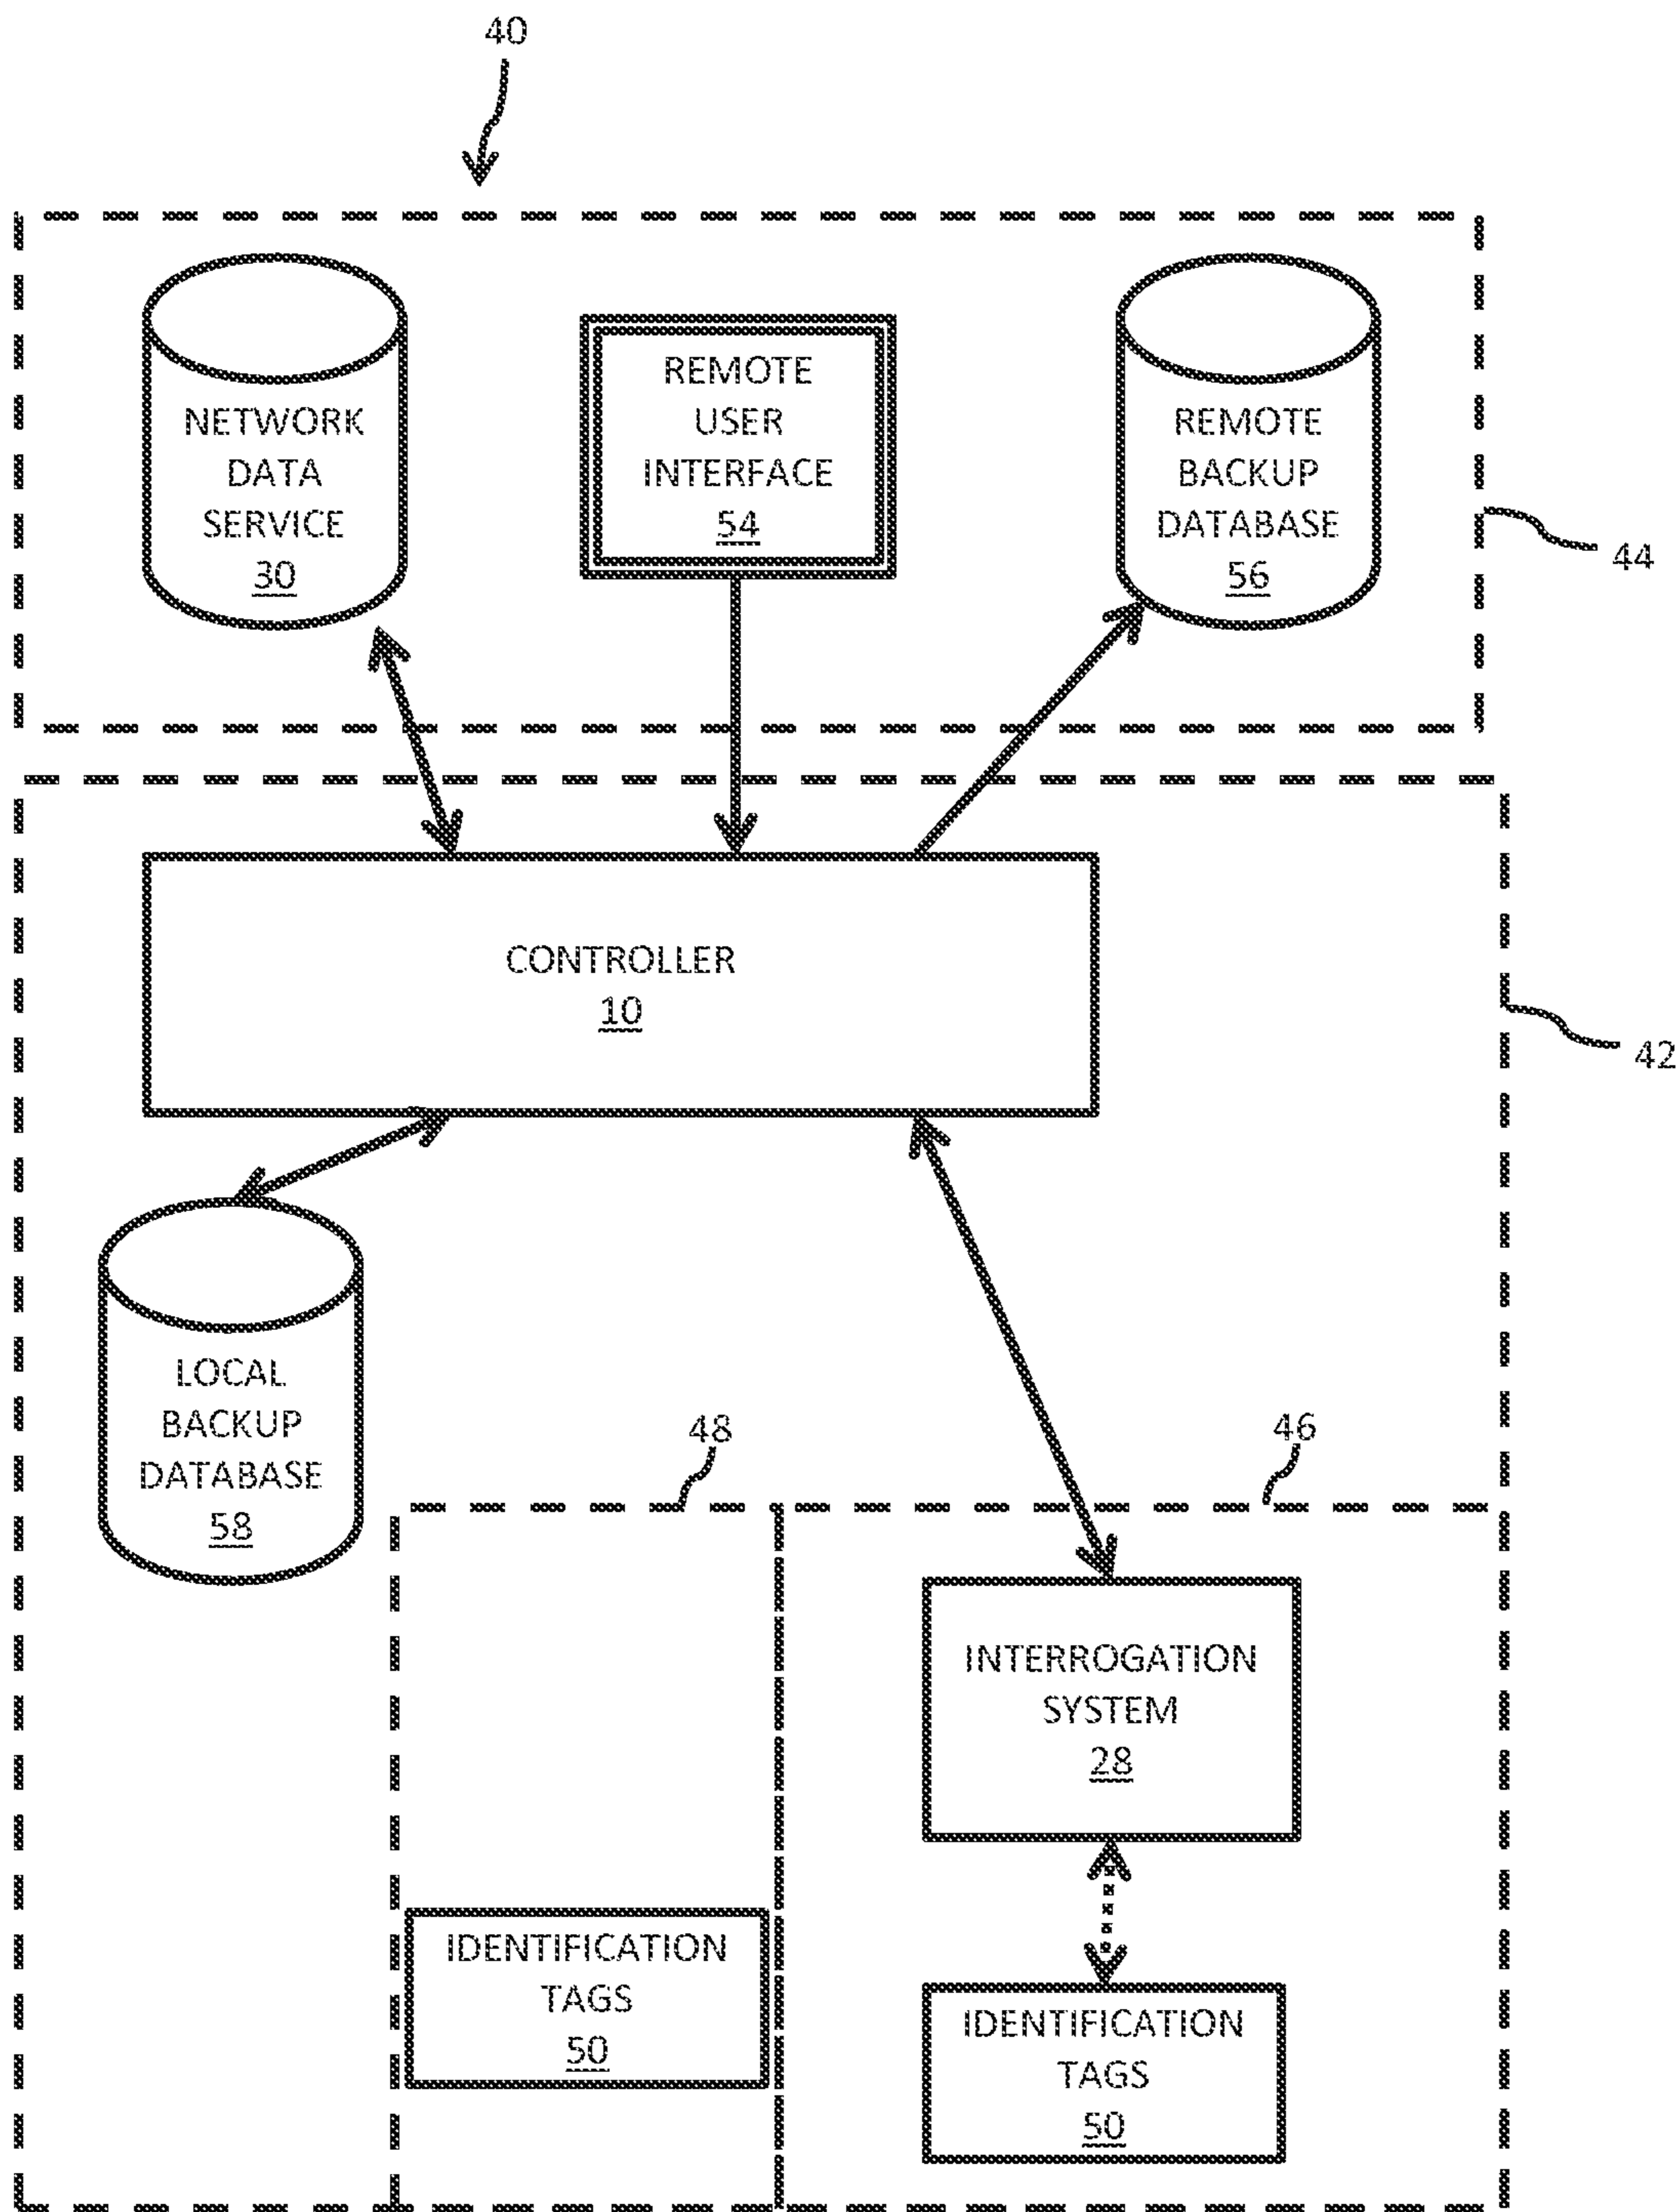 40
NETWORK
DATA
SERVICE
30
REMOTE
USER
INTERFACE
54
REMOTE
BACKUP
DATABASE
56
44
CONTROLLER
10
42
LOCAL
BACKUP
DATABASE
58
48
46
INTERROGATION
SYSTEM
28
IDENTIFICATION
TAGS
50
IDENTIFICATION
TAGS
50